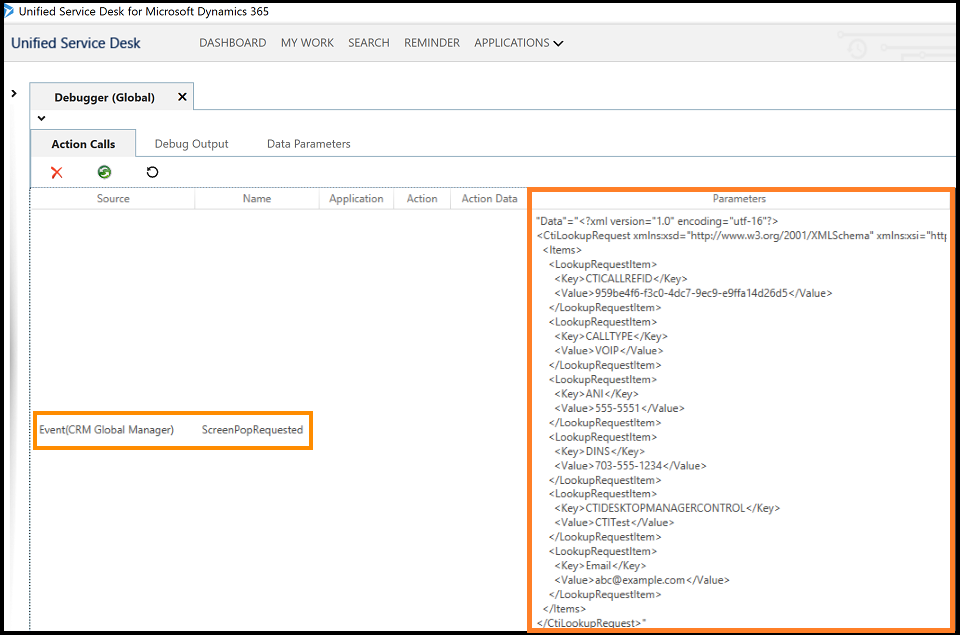 Unified Service Desk for Microsoft Dynamics 365
Unified Service Desk DASHBOARD MY WORK SEARCH REMINDER APPLICATIONS
Debugger (Global)
Action Calls Debug Output Data Parameters
Source Name Application Action Action Data Parameters
"Data"="<?xml version="1.0" encoding="utf-16"?>
<CtiLookupRequest xmlns:xsd="http://www.w3.org/2001/XMLSchema" xmlns:xsi="http
<Items>
<LookupRequestItem>
<Key>CTICALLREFID</Key>
<Value>959be4f6-f3c0-4dc7-9ec9-e9ffa14d26d5</Value>
</LookupRequestItem>
<LookupRequestItem>
<Key>CALLTYPE</Key>
<Value>VOIP</Value>
</LookupRequestItem>
<LookupRequestItem>
<Key>ANI</Key>
<Value>555-5551</Value>
</LookupRequestItem>
Event(CRM Global Manager) ScreenPopRequested
<LookupRequestItem>
<Key>DINS</Key>
<Value>703-555-1234</Value>
</LookupRequestItem>
<LookupRequestItem>
<Key>CTIDESKTOPMANAGERCONTROL</Key>
<Value>CTITest</Value>
</LookupRequestItem>
<LookupRequestItem>
<Key>Email</Key>
<Value>abc@example.com</Value>
</LookupRequestItem>
</Items>
</CtiLookupRequest>"